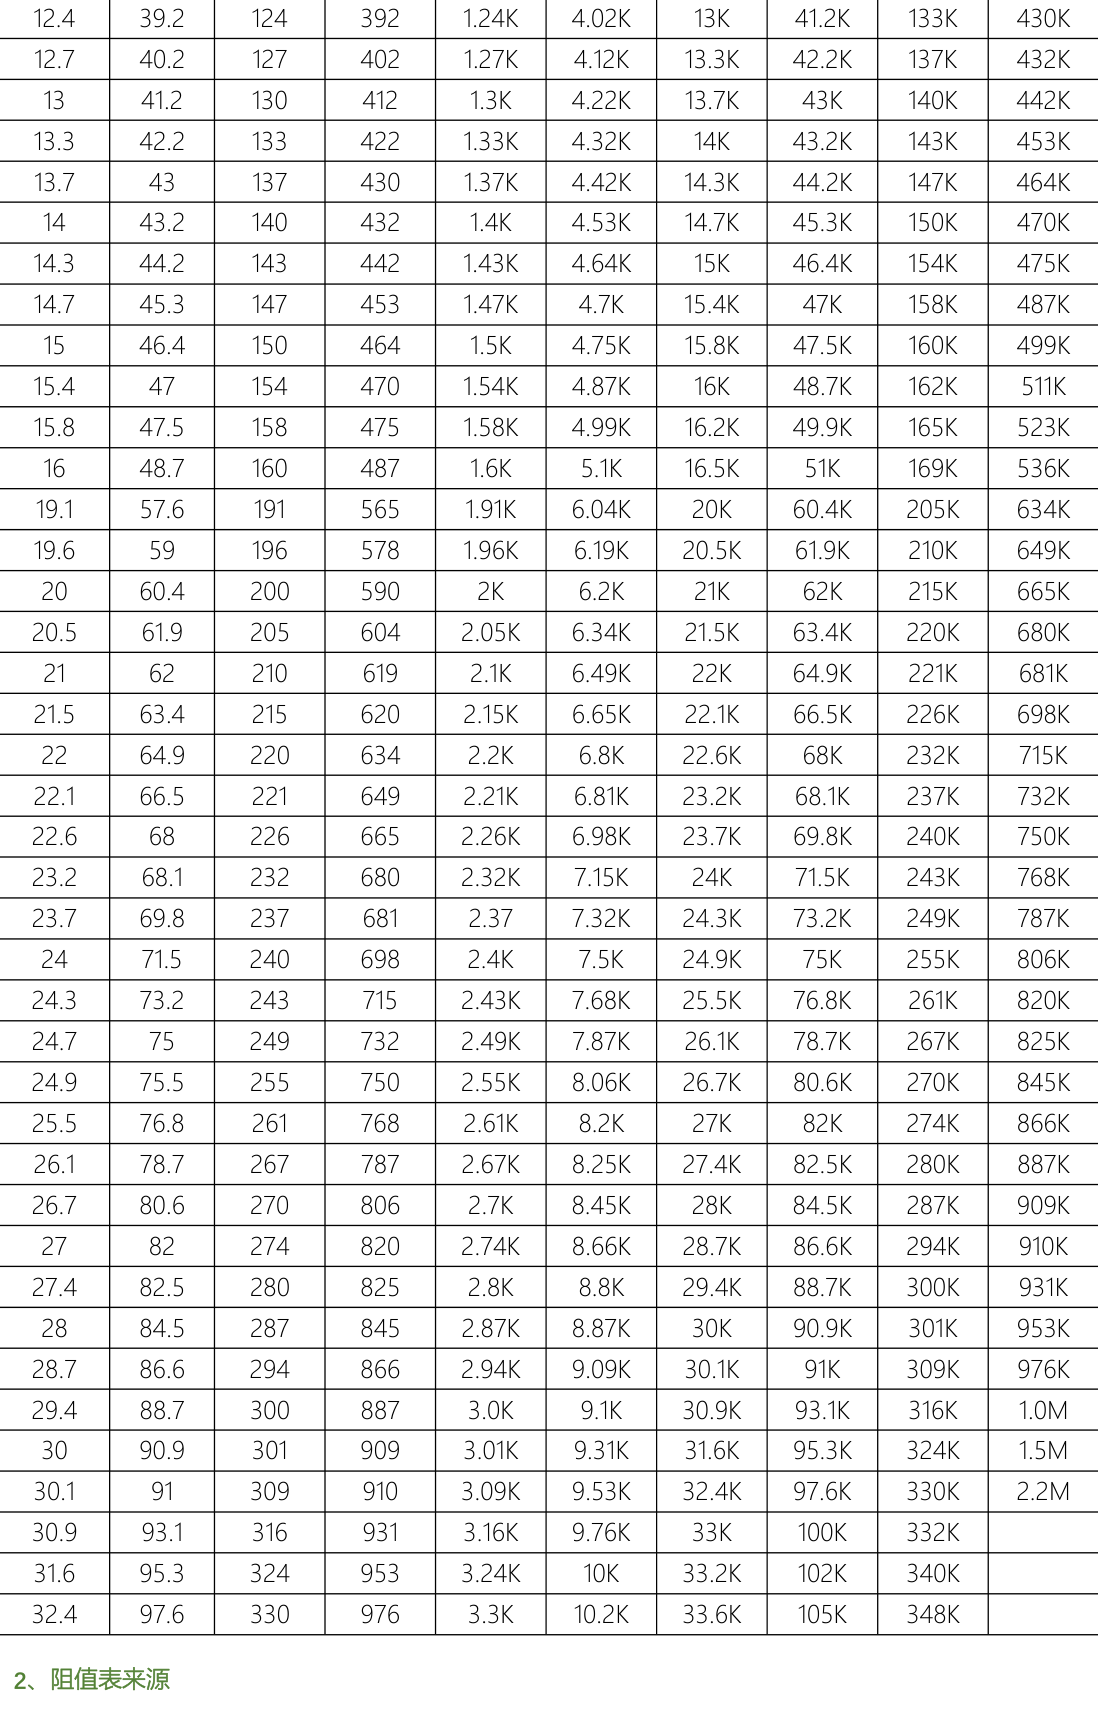 12.4 39.2 124 392 1.24K 4.02K 13K 41.2K 133K 430K
12.7 40.2 127 402 1.27K 4.12K 13.3K 42.2K 137K 432K
13 41.2 130 412 1.3K 4.22K 13.7K 43K 140K 442K
13.3 42.2 133 422 1.33K 4.32K 14K 43.2K 143K 453K
13.7 43 137 430 1.37K 4.42K 14.3K 44.2K 147K 464K
14 43.2 140 432 1.4K 4.53K 14.7K 45.3K 150K 470K
14.3 44.2 143 442 1.43K 4.64K 15K 46.4K 154K 475K
14.7 45.3 147 453 1.47K 4.7K 15.4K 47K 158K 487K
15 46.4 150 464 1.5K 4.75K 15.8K 47.5K 160K 499K
15.4 47 154 470 1.54K 4.87K 16K 48.7K 162K 511K
15.8 47.5 158 475 1.58K 4.99K 16.2K 49.9K 165K 523K
16 48.7 160 487 1.6K 5.1K 16.5K 51K 169K 536K
19.1 57.6 191 565 1.91K 6.04K 20K 60.4K 205K 634K
19.6 59 196 578 1.96K 6.19K 20.5K 61.9K 210K 649K
20 60.4 200 590 2K 6.2K 21K 62K 215K 665K
20.5 61.9 205 604 2.05K 6.34K 21.5K 63.4K 220K 680K
21 62 210 619 2.1K 6.49K 22K 64.9K 221K 681K
21.5 63.4 215 620 2.15K 6.65K 22.1K 66.5K 226K 698K
22 64.9 220 634 2.2K 6.8K 22.6K 68K 232K 715K
22.1 66.5 221 649 2.21K 6.81K 23.2K 68.1K 237K 732K
22.6 68 226 665 2.26K 6.98K 23.7K 69.8K 240K 750K
23.2 68.1 232 680 2.32K 7.15K 24K 71.5K 243K 768K
23.7 69.8 237 681 2.37 7.32K 24.3K 73.2K 249K 787K
24 71.5 240 698 2.4K 7.5K 24.9K 75K 255K 806K
24.3 73.2 243 715 2.43K 7.68K 25.5K 76.8K 261K 820K
24.7 75 249 732 2.49K 7.87K 26.1K 78.7K 267K 825K
24.9 75.5 255 750 2.55K 8.06K 26.7K 80.6K 270K 845K
25.5 76.8 261 768 2.61K 8.2K 27K 82K 274K 866K
26.1 78.7 267 787 2.67K 8.25K 27.4K 82.5K 280K 887K
26.7 80.6 270 806 2.7K 8.45K 28K 84.5K 287K 909K
27 82 274 820 2.74K 8.66K 28.7K 86.6K 294K 910K
27.4 82.5 280 825 2.8K 8.8K 29.4K 88.7K 300K 931K
28 84.5 287 845 2.87K 8.87K 30K 90.9K 301K 953K
28.7 86.6 294 866 2.94K 9.09K 30.1K 91K 309K 976K
29.4 88.7 300 887 3.0K 9.1K 30.9K 93.1K 316K 1.0M
30 90.9 301 909 3.01K 9.31K 31.6K 95.3K 324K 1.5M
30.1 91 309 910 3.09K 9.53K 32.4K 97.6K 330K 2.2M
30.9 93.1 316 931 3.16K 9.76K 33K 100K 332K
31.6 95.3 324 953 3.24K 10K 33.2K 102K 340K
32.4 97.6 330 976 3.3K 10.2K 33.6K 105K 348K
2、阻值表来源